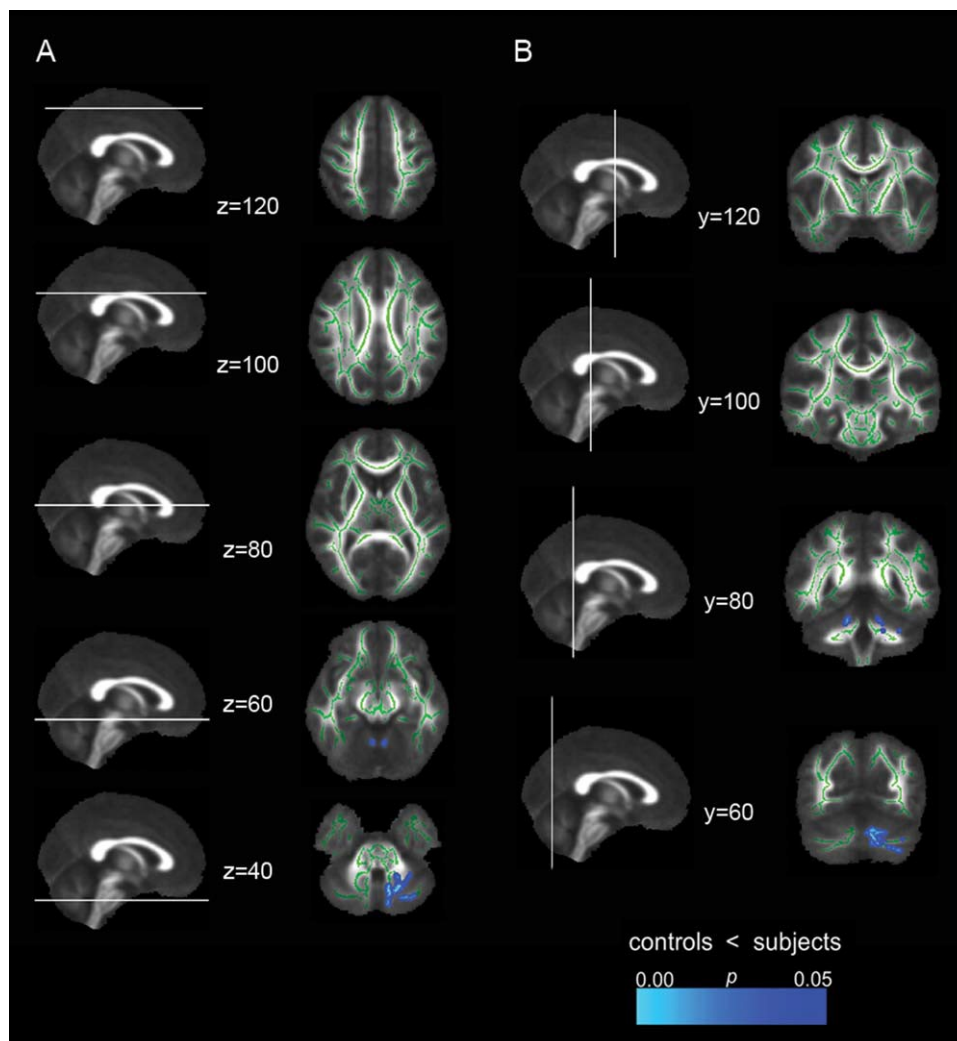 A
z=120
z=100
z=80
z=60
z=40
B
y=120
y=100
y=80
y=60
controls < subjects
0.00 p 0.05